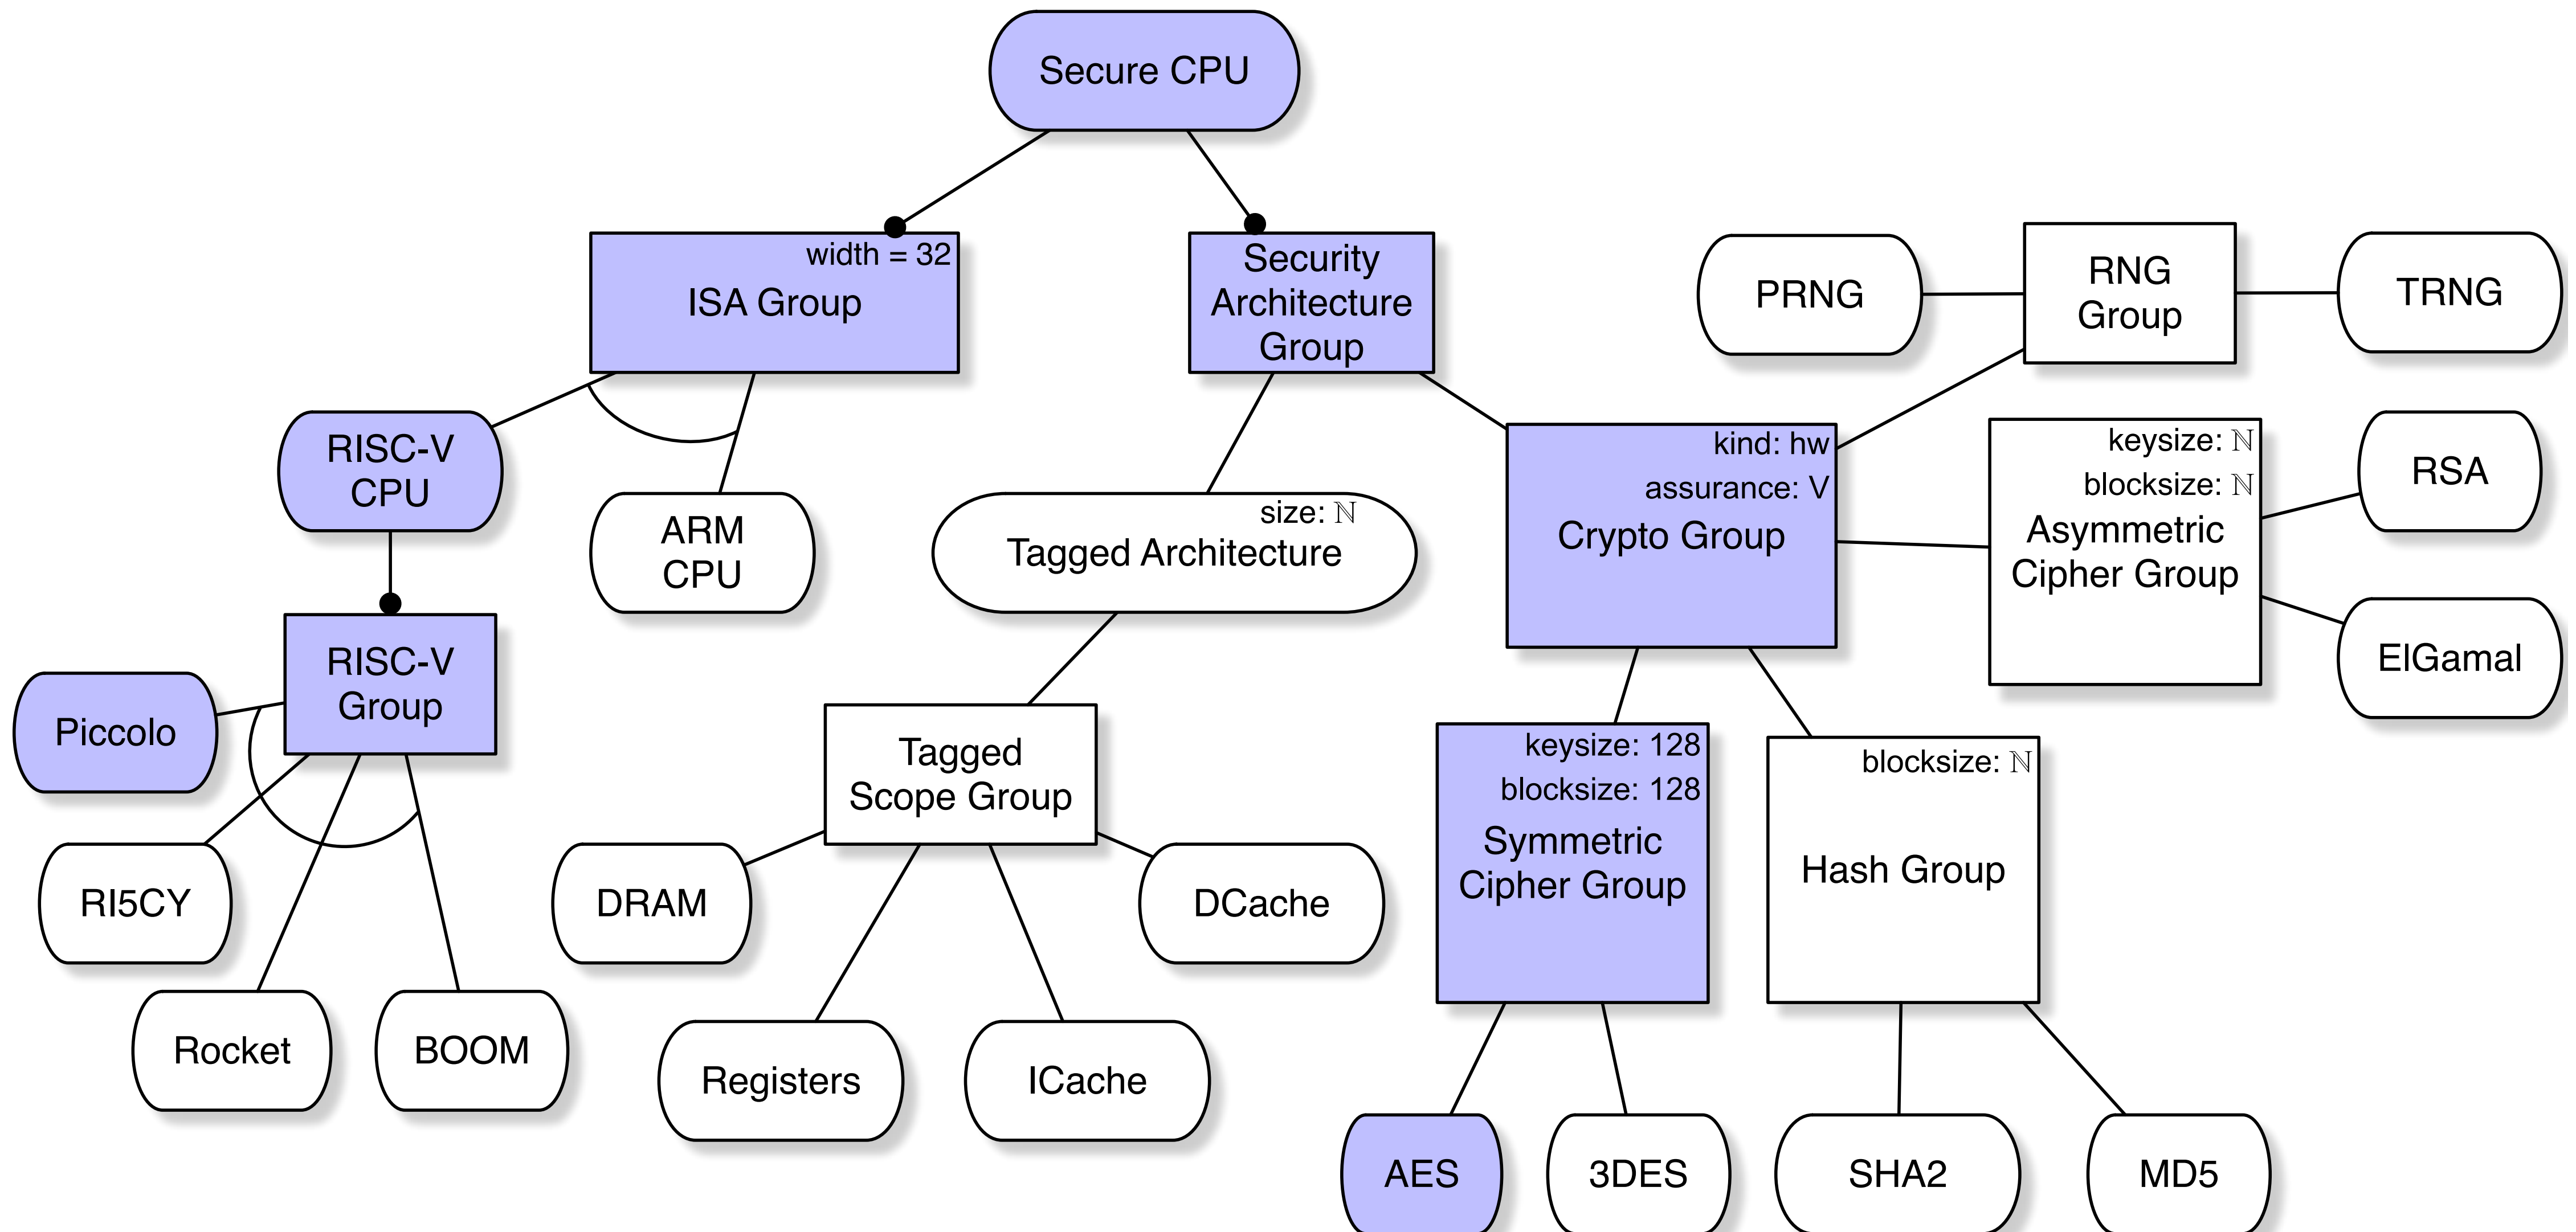 Secure CPU
width = 32
ISA Group
Security
Architecture
Group
PRNG
RNG
Group
TRNG
RISC-V
CPU
ARM
CPU
size: ℕ
Tagged Architecture
kind: hw
assurance: V
Crypto Group
keysize: ℕ
blocksize: ℕ
Asymmetric
Cipher Group
RSA
ElGamal
RISC-V
Group
Piccolo
RI5CY
Rocket
BOOM
Tagged
Scope Group
DRAM
Registers
ICache
DCache
keysize: 128
blocksize: 128
Symmetric
Cipher Group
blocksize: ℕ
Hash Group
AES
3DES
SHA2
MD5